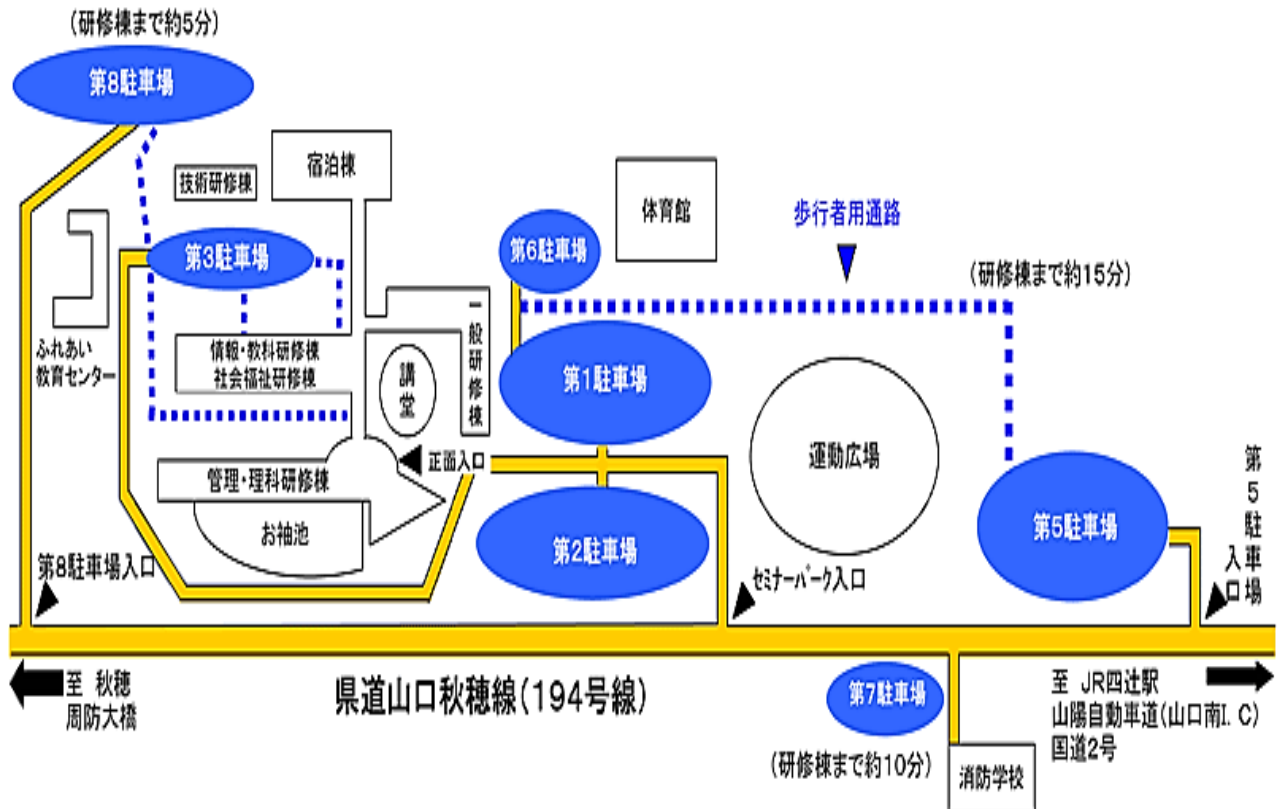 （研修棟まで約5分）
第8駐車場
宿泊棟
技術研修棟
体育館
歩行者用通路
第3駐車場
第6駐車場
（研修棟まで約15分）
一般研修棟
ふれあい
教育センター
情報・教科研修棟
社会福祉研修棟
講堂
第1駐車場
運動広場
正面入口
管理・理科研修棟
お袖池
第2駐車場
第5駐車場
第5駐車場
入口
第8駐車場入口
セミナーパーク入口
至 秋穂
周防大橋
県道山口秋穂線（194号線）
第7駐車場
（研修棟まで約10分）
消防学校
至 JR四辻駅
山陽自動車道（山口南I. C）
国道2号